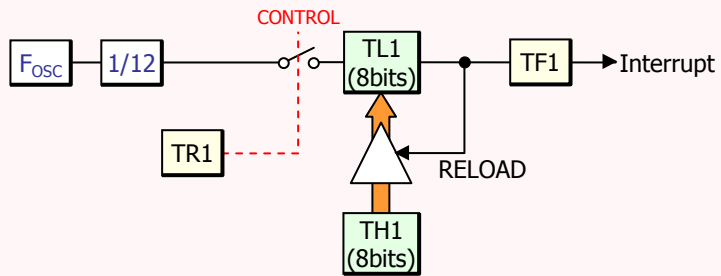 CONTROL
FOSC
1/12
TL1
(8bits)
TF1
Interrupt
TR1
RELOAD
TH1
(8bits)